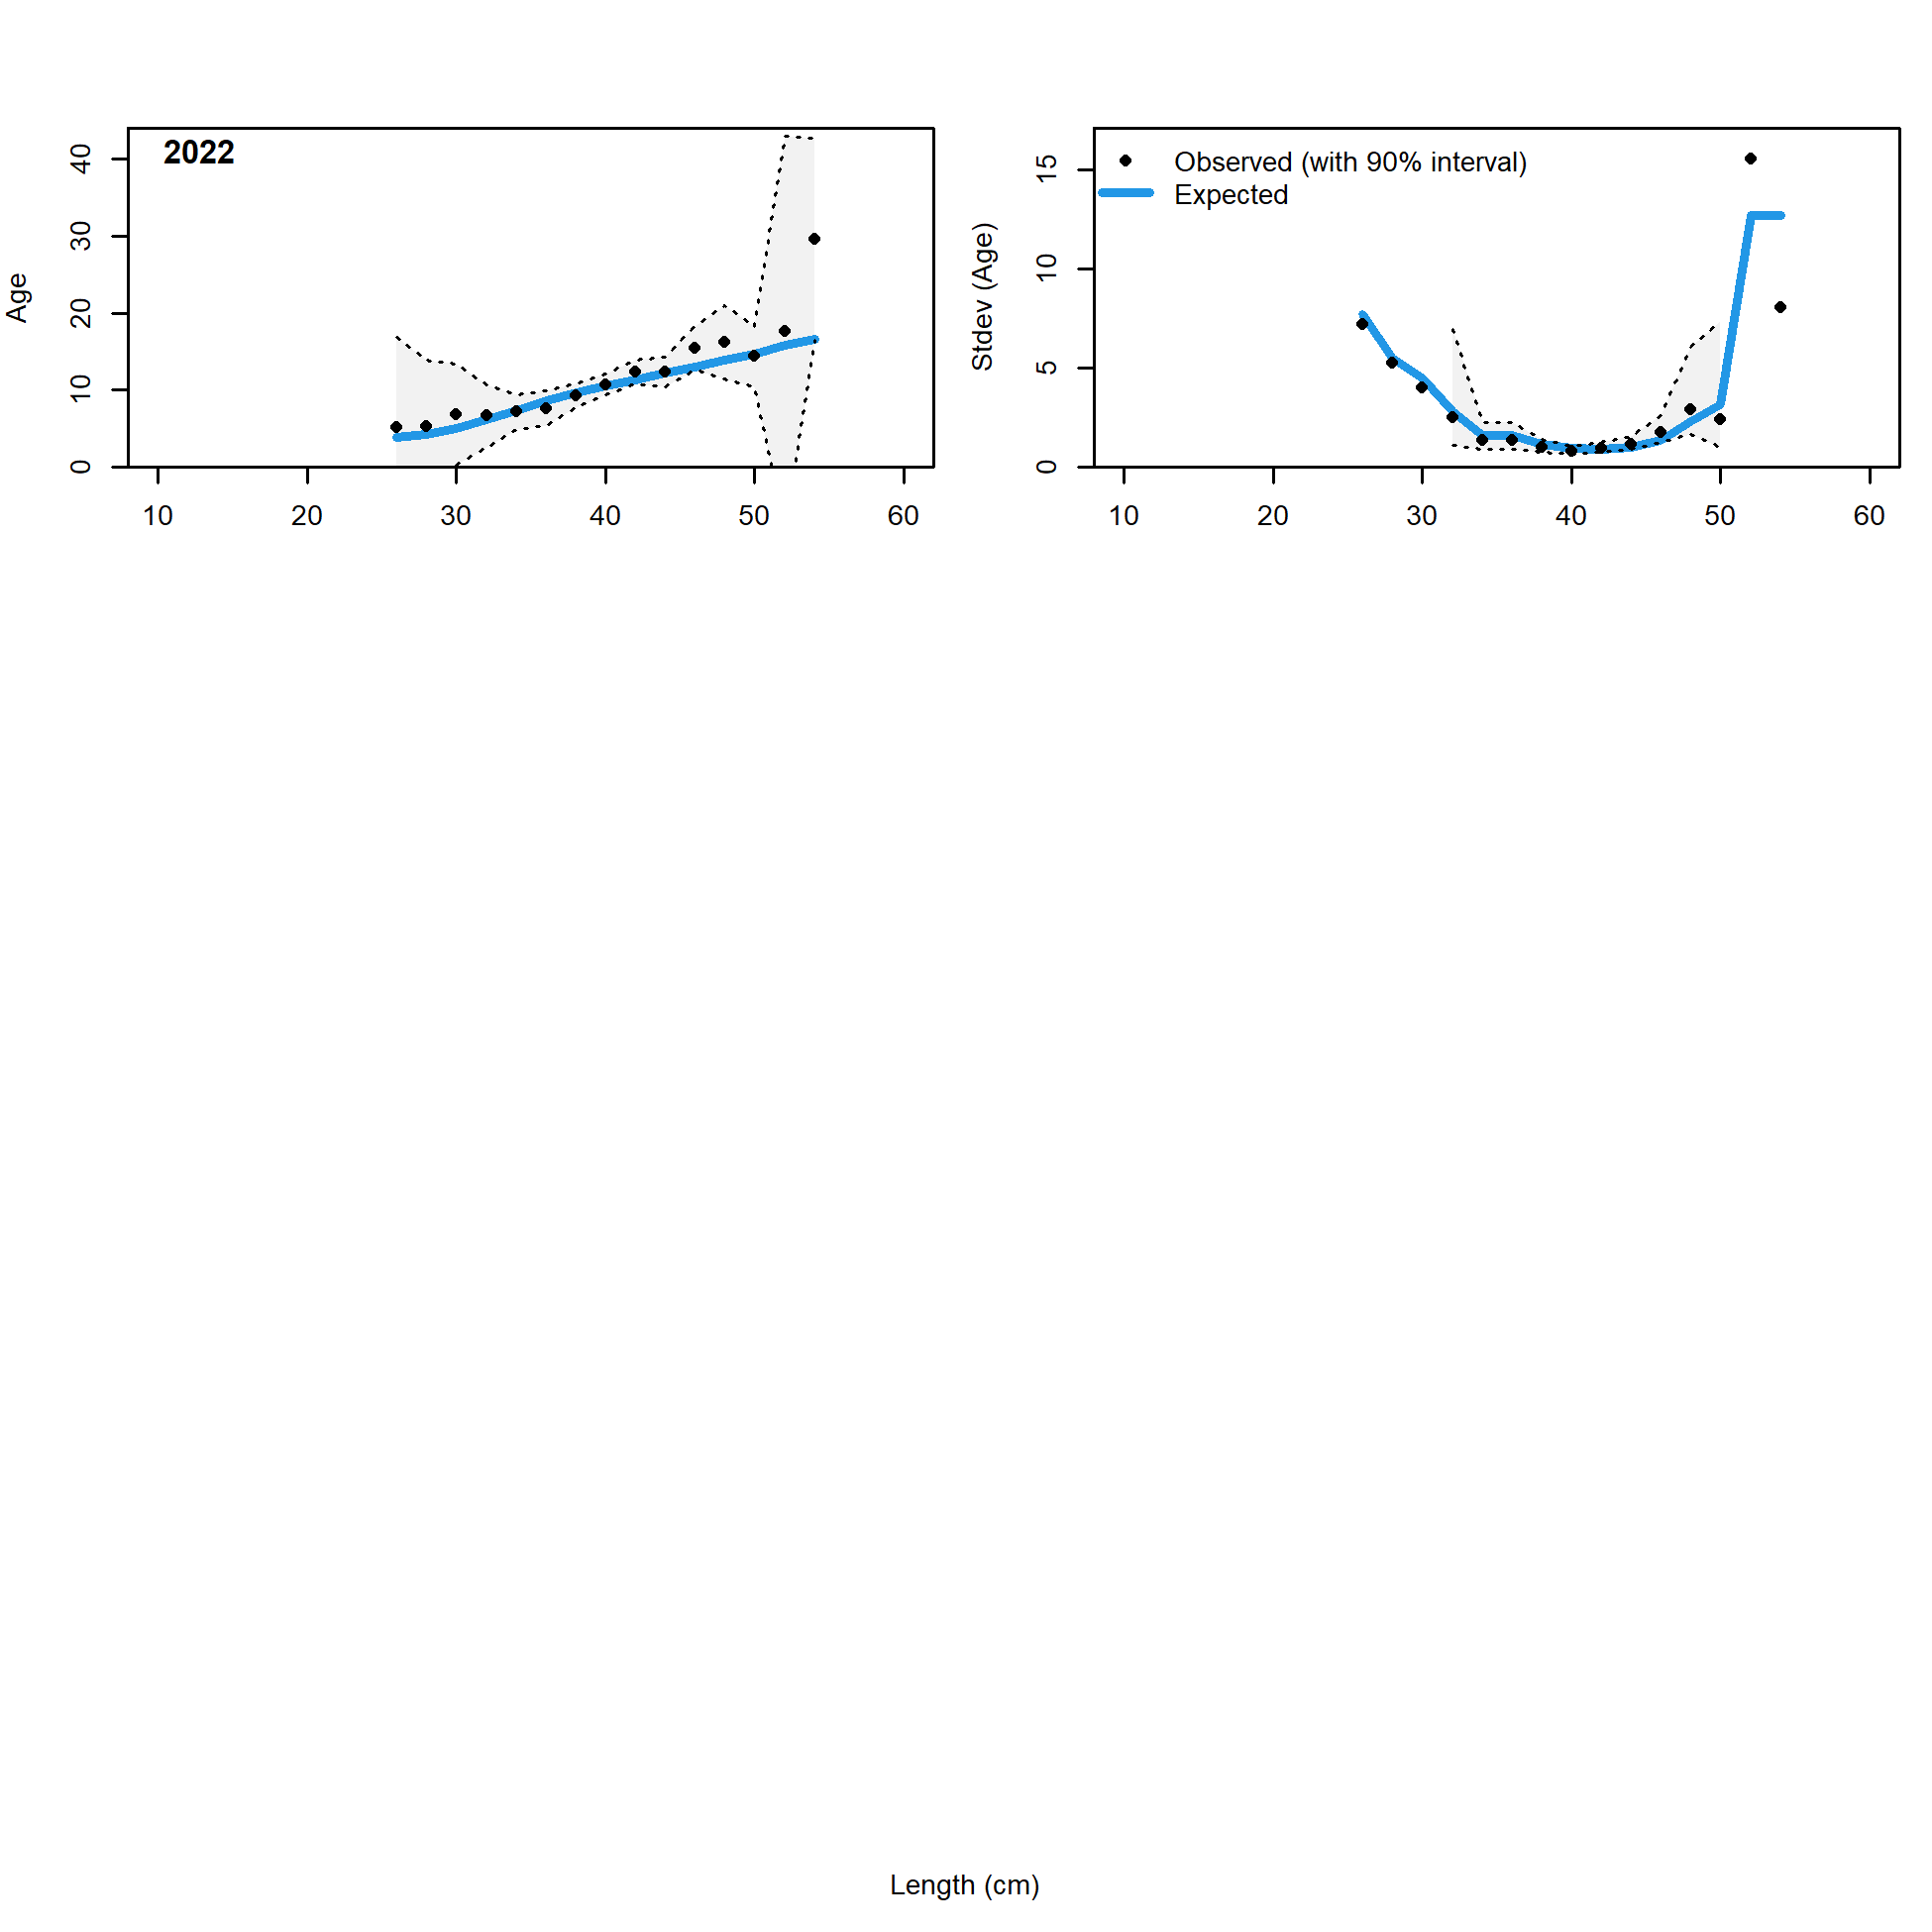 2022
Age
0 10 20 30 40
10 20 30 40 50 60
Observed (with 90% interval)
Expected
Stdev (Age)
0 5 10 15
10 20 30 40 50 60
Length (cm)